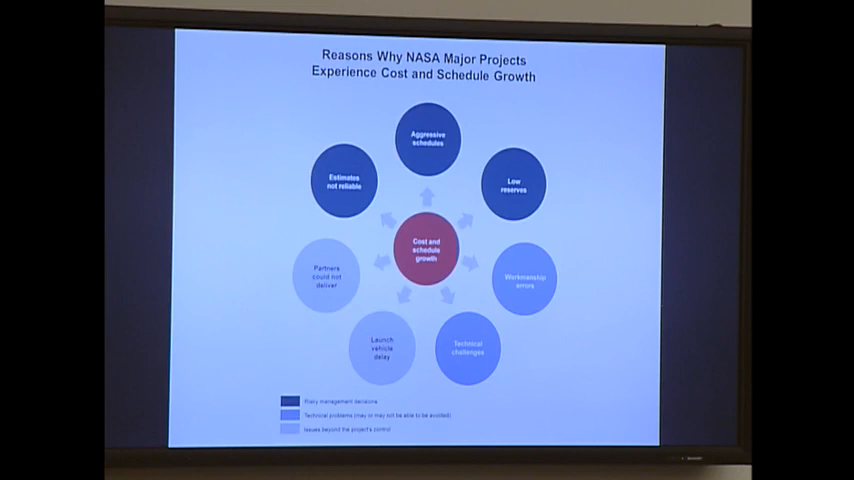 Reasons Why NASA Major Projects
Experience Cost and Schedule Growth
Aggressive
schedules
Estimates
not reliable
Low
reserves
Cost and
schedule
growth
Partners
could not
deliver
Workmanship
errors
Launch
vehicle
delay
Technical
challenges
Risky management decisions
Technical problems (may or may not be able to be avoided)
Issues beyond the project's control